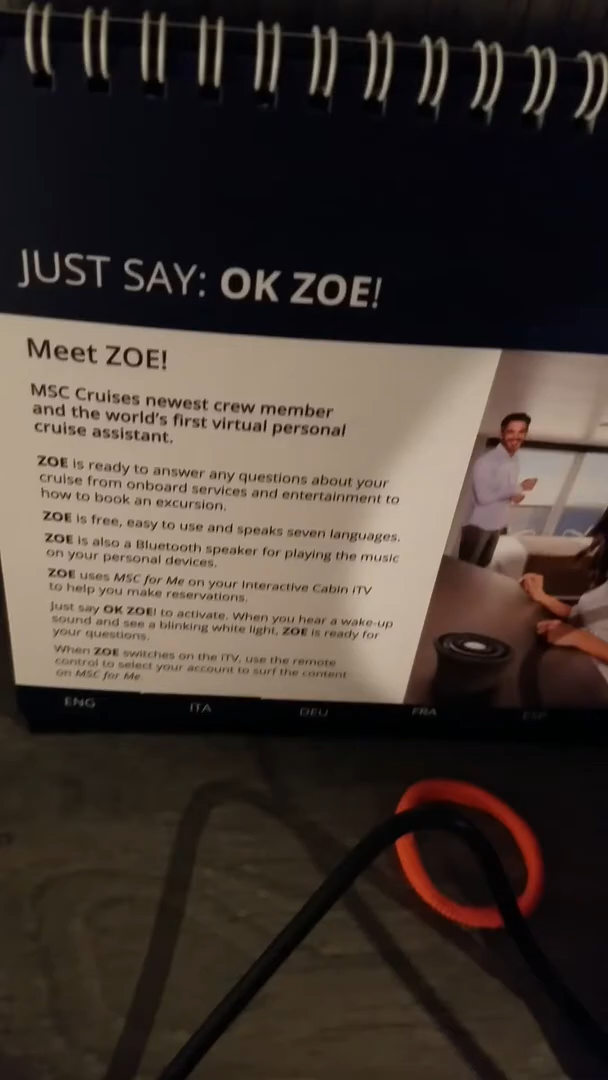 JUST SAY: OK ZOE!
Meet ZOE!
MSC Cruises newest crew member
and the world's first virtual personal
cruise assistant.
ZOE is ready to answer any questions about your
cruise from onboard services and entertainment to
how to book an excursion.
ZOE is free, easy to use and speaks seven languages.
ZOE is also a Bluetooth speaker for playing the music
on your personal devices.
ZOE uses MSC for Me on your Interactive Cabin iTV
to help you make reservations.
Just say OK ZOE! to activate. When you hear a wake-up
sound and see a blinking white light, ZOE is ready for
your questions.
When ZOE switches on the iTV, use the remote
control to select your account to surf the content
on MSC for Me.
ENG ITA DEU FRA ESP